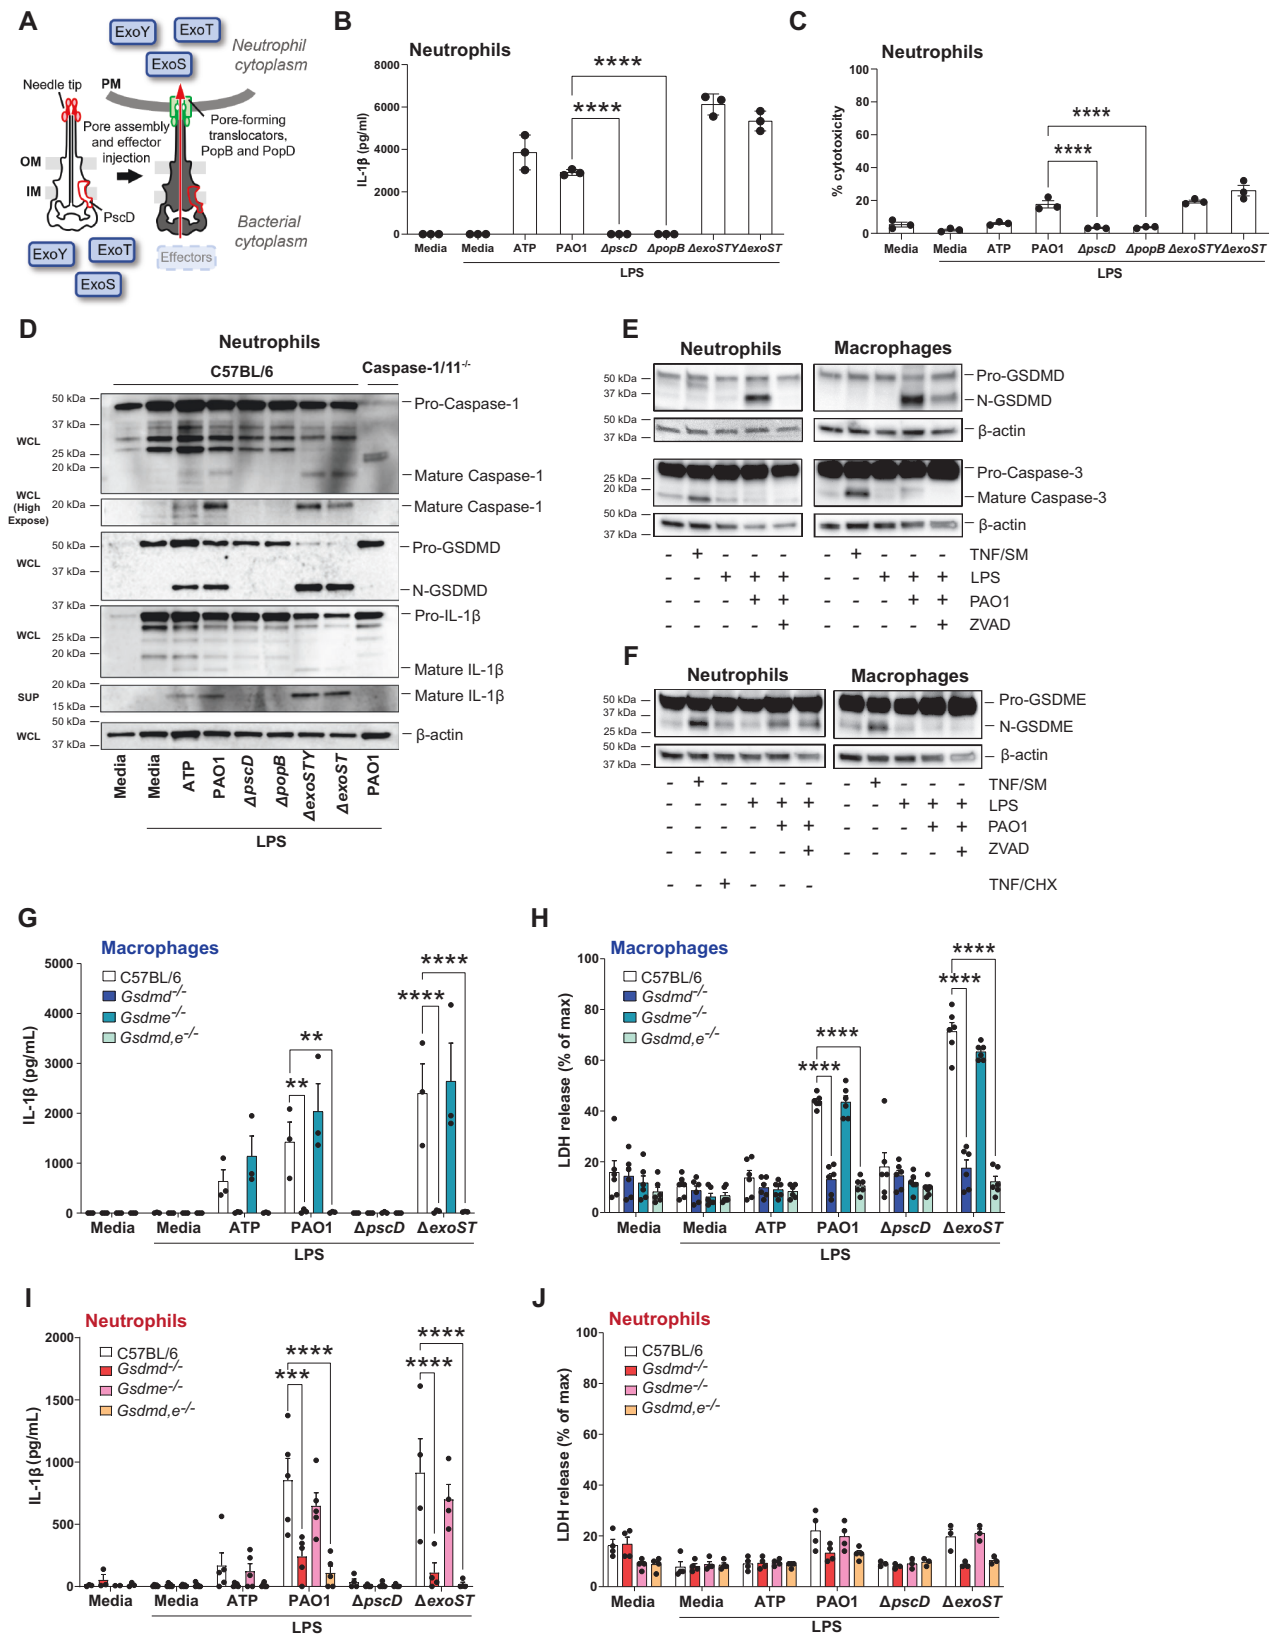 A
ExoY
ExoT
ExoS
Neutrophil
cytoplasm
Needle tip
PM
Pore assembly
and effector
injection
Pore-forming
translocators,
PopB and PopD
OM
IM
PscD
Bacterial
cytoplasm
ExoY
ExoT
ExoS
Effectors
B
Neutrophils
IL-1β (pg/ml)
8000
6000
4000
2000
0
****
****
Media
Media
ATP
PAO1
ΔpscD
ΔpopB
ΔexoSTY
ΔexoST
LPS
C
Neutrophils
% cytotoxicity
100
80
60
40
20
0
****
****
Media
Media
ATP
PAO1
ΔpscD
ΔpopB
ΔexoSTY
ΔexoST
LPS
D
Neutrophils
C57BL/6
Caspase-1/11-/-
WCL
50 kDa
37 kDa
25 kDa
20 kDa
Pro-Caspase-1
Mature Caspase-1
WCL
(High
Expose)
20 kDa
Mature Caspase-1
WCL
50 kDa
37 kDa
Pro-GSDMD
N-GSDMD
WCL
37 kDa
25 kDa
20 kDa
Pro-IL-1β
Mature IL-1β
SUP
20 kDa
15 kDa
Mature IL-1β
WCL
50 kDa
37 kDa
β-actin
Media
Media
ATP
PAO1
ΔpscD
ΔpopB
ΔexoSTY
ΔexoST
PAO1
LPS
E
Neutrophils
Macrophages
50 kDa
37 kDa
Pro-GSDMD
N-GSDMD
50 kDa
37 kDa
β-actin
25 kDa
20 kDa
Pro-Caspase-3
Mature Caspase-3
50 kDa
37 kDa
β-actin
- + - - - - + - - - TNF/SM
- - + + + - - + + + LPS
- - - + + - - - + + PAO1
- - - - + - - - - + ZVAD
F
Neutrophils
Macrophages
50 kDa
37 kDa
25 kDa
Pro-GSDME
N-GSDME
50 kDa
37 kDa
β-actin
- + - - - - - + - - - TNF/SM
- - - + + + - - + + + LPS
- - - - + + - - - + + PAO1
- - - - - + - - - - + ZVAD
- - + - - - - - - - - TNF/CHX
G
Macrophages
IL-1β (pg/mL)
5000
4000
3000
2000
1000
0
C57BL/6
Gsdmd-/-
Gsdme-/-
Gsdmd,e-/-
**
**
****
****
Media
Media
ATP
PAO1
ΔpscD
ΔexoST
LPS
H
Macrophages
LDH release (% of max)
100
80
60
40
20
0
C57BL/6
Gsdmd-/-
Gsdme-/-
Gsdmd,e-/-
****
****
****
****
Media
Media
ATP
PAO1
ΔpscD
ΔexoST
LPS
I
Neutrophils
IL-1β (pg/mL)
2000
1500
1000
500
0
C57BL/6
Gsdmd-/-
Gsdme-/-
Gsdmd,e-/-
****
***
****
****
Media
Media
ATP
PAO1
ΔpscD
ΔexoST
LPS
J
Neutrophils
LDH release (% of max)
100
80
60
40
20
0
C57BL/6
Gsdmd-/-
Gsdme-/-
Gsdmd,e-/-
Media
Media
ATP
PAO1
ΔpscD
ΔexoST
LPS